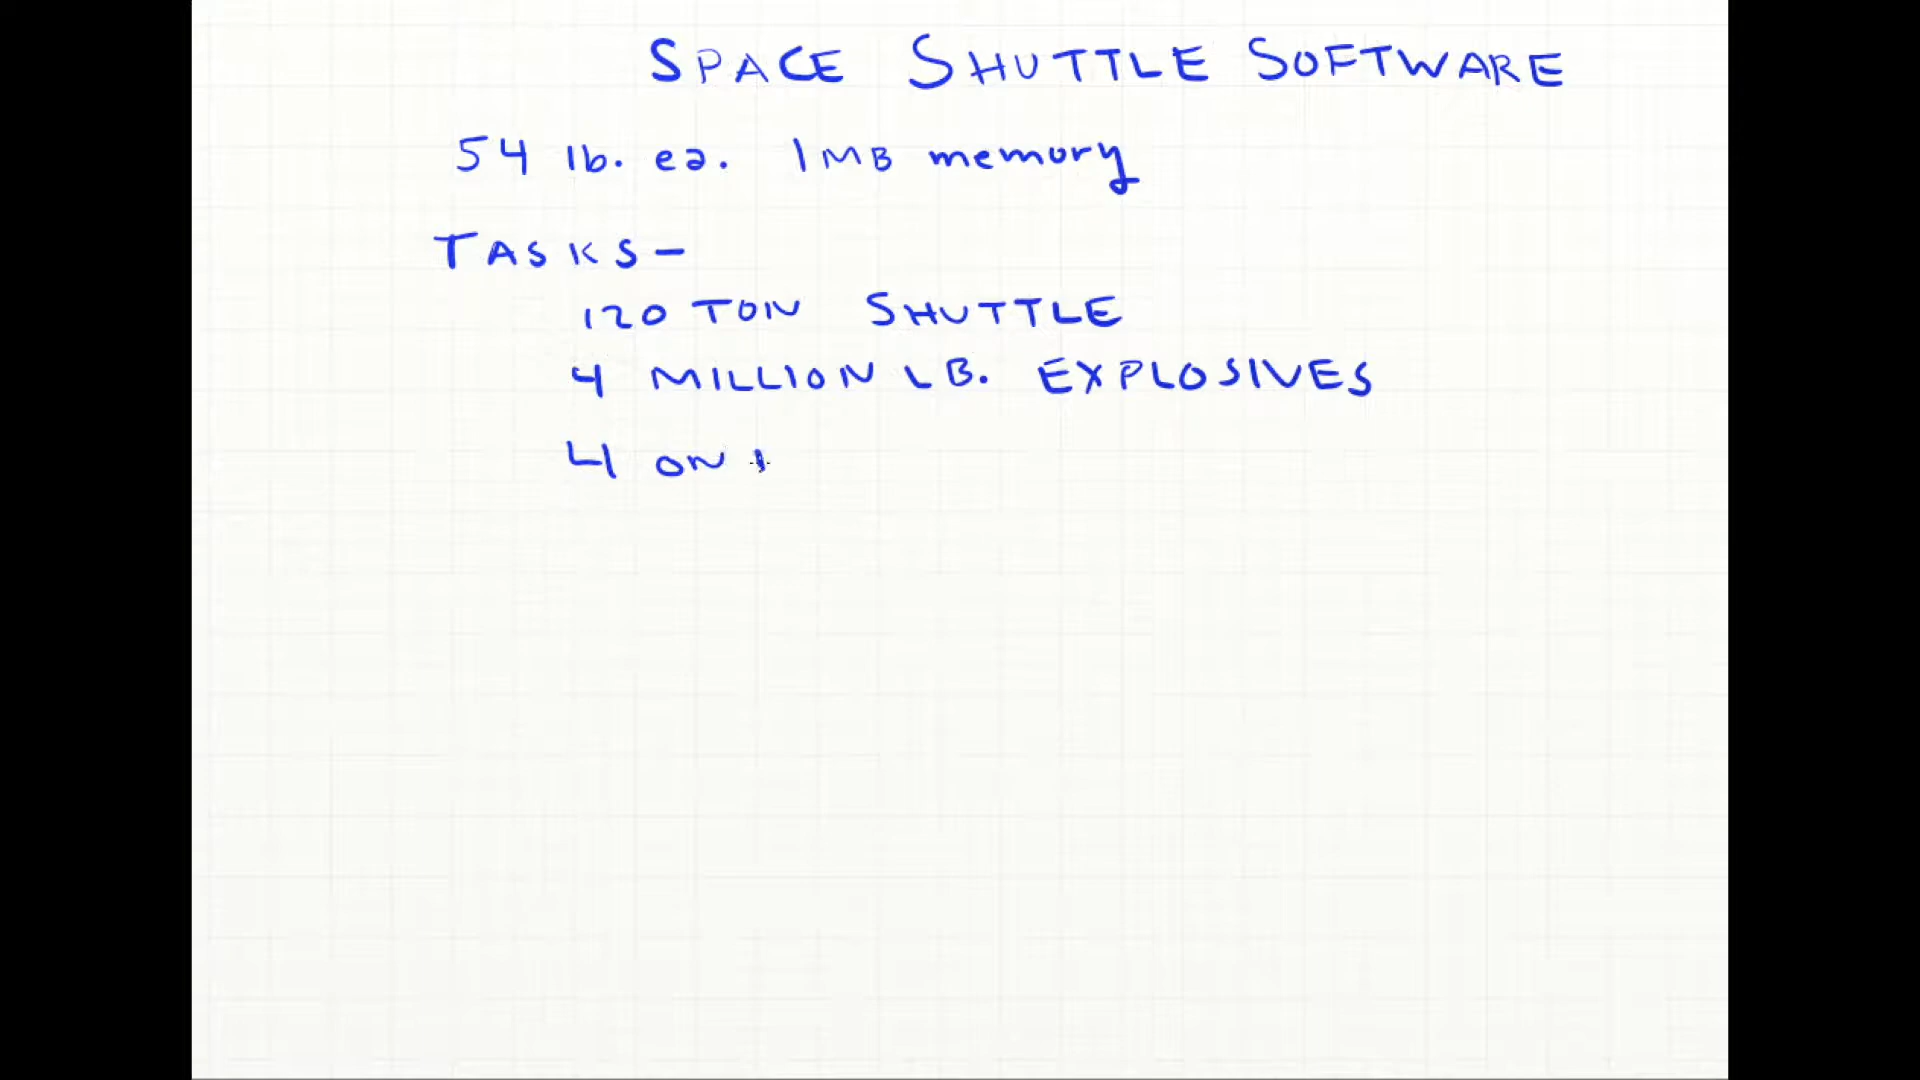 SPACE SHUTTLE SOFTWARE
54 lb. ea. 1MB memory
TASKS-
120 TON SHUTTLE
4 MILLION LB. EXPLOSIVES
4 ON